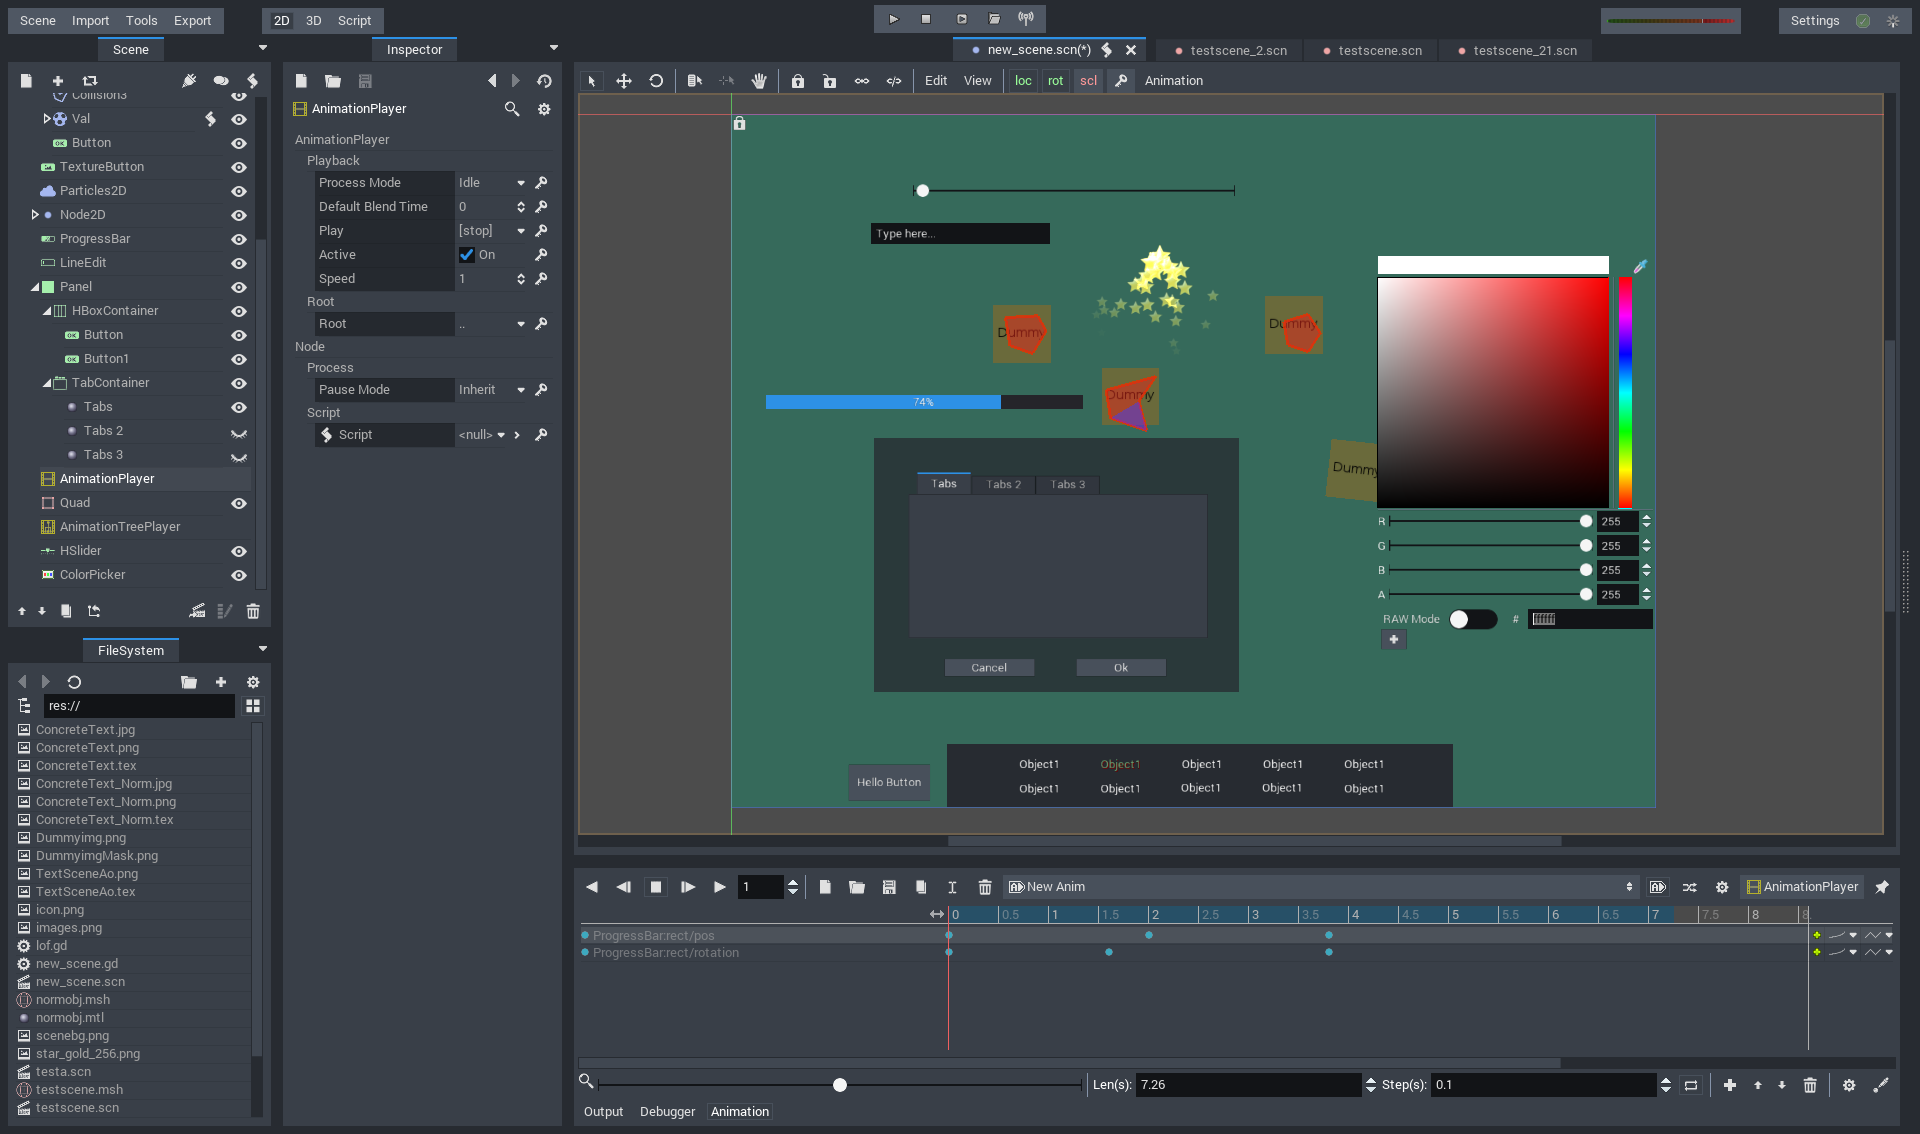 Scene Import Tools Export 2D 3D Script Settings
Scene
Inspector
new_scene.scn(*) testscene_2.scn testscene.scn testscene_21.scn
Edit View loc rot scl Animation
Collision3
Val
Button
TextureButton
Particles2D
Node2D
ProgressBar
LineEdit
Panel
HBoxContainer
Button
Button1
TabContainer
Tabs
Tabs 2
Tabs 3
AnimationPlayer
Quad
AnimationTreePlayer
HSlider
ColorPicker
FileSystem
res://
ConcreteText.jpg
ConcreteText.png
ConcreteText.tex
ConcreteText_Norm.jpg
ConcreteText_Norm.png
ConcreteText_Norm.tex
Dummyimg.png
DummyimgMask.png
TextSceneAo.png
TextSceneAo.tex
icon.png
images.png
lof.gd
new_scene.gd
new_scene.scn
normobj.msh
normobj.mtl
scenebg.png
star_gold_256.png
testa.scn
testscene.msh
testscene.scn
AnimationPlayer
AnimationPlayer
Playback
Process Mode Idle
Default Blend Time 0
Play [stop]
Active On
Speed 1
Root
Root ..
Node
Process
Pause Mode Inherit
Script
Script <null>
Type here...
Dummy
Dummy
Dummy
Dummy
74%
Tabs Tabs 2 Tabs 3
Cancel Ok
R 255
G 255
B 255
A 255
RAW Mode # ffffff
Hello Button
Object1 Object1 Object1 Object1 Object1
Object1 Object1 Object1 Object1 Object1
1 New Anim AnimationPlayer
0 0.5 1 1.5 2 2.5 3 3.5 4 4.5 5 5.5 6 6.5 7 7.5 8 8.
ProgressBar:rect/pos
ProgressBar:rect/rotation
Len(s): 7.26 Step(s): 0.1
Output Debugger Animation